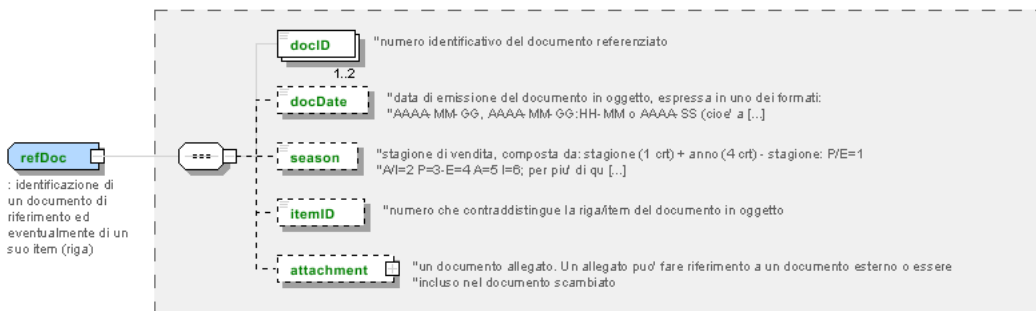 docID
"numero identificativo del documento referenziato
1..2
docDate
"data di emissione del documento in oggetto, espressa in uno dei formati:
"AAAA-MM-GG, AAAA-MM-GG:HH-MM o AAAA-SS (cioe' a [...]
refDoc
: identificazione di
un documento di
riferimento ed
eventualmente di un
suo item (riga)
season
"stagione di vendita, composta da: stagione (1 crt) + anno (4 crt) - stagione: P/E=1
"A/I=2 P=3-E=4 A=5 I=6; per piu' di qu [...]
itemID
"numero che contraddistingue la riga/item del documento in oggetto
attachment
"un documento allegato. Un allegato puo' fare riferimento a un documento esterno o essere
"incluso nel documento scambiato